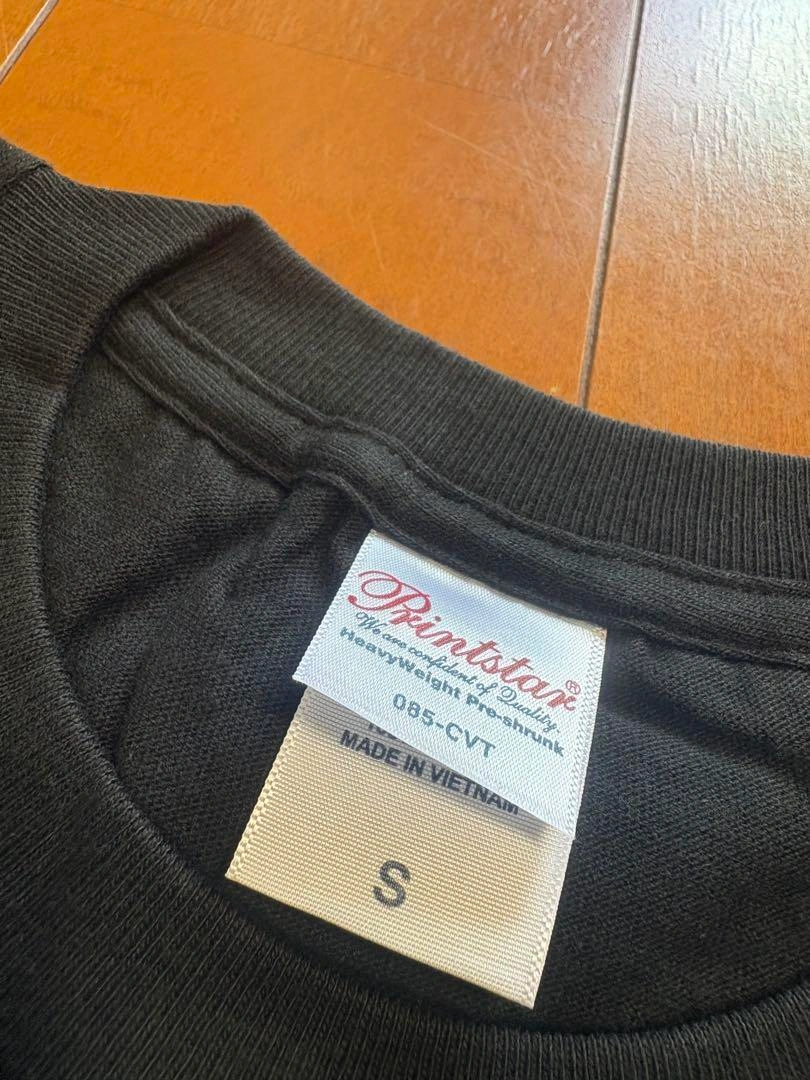 Printstar®
We are confident of Quality
HeavyWeight Pre-shrunk
085-CVT
MADE IN VIETNAM
S